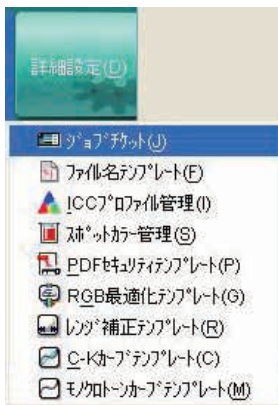 詳細設定(D)
ｼﾞｮﾌﾞﾁｹｯﾄ(J)
ﾌｧｲﾙ名ﾃﾝﾌﾟﾚｰﾄ(F)
ICCﾌﾟﾛﾌｧｲﾙ管理(I)
ｽﾎﾟｯﾄｶﾗｰ管理(S)
PDFｾｷｭﾘﾃｨﾃﾝﾌﾟﾚｰﾄ(P)
RGB最適化ﾃﾝﾌﾟﾚｰﾄ(G)
ﾚﾝｼﾞ補正ﾃﾝﾌﾟﾚｰﾄ(R)
C-Kｶｰﾌﾞﾃﾝﾌﾟﾚｰﾄ(C)
ﾓﾉｸﾛﾄｰﾝｶｰﾌﾞﾃﾝﾌﾟﾚｰﾄ(M)